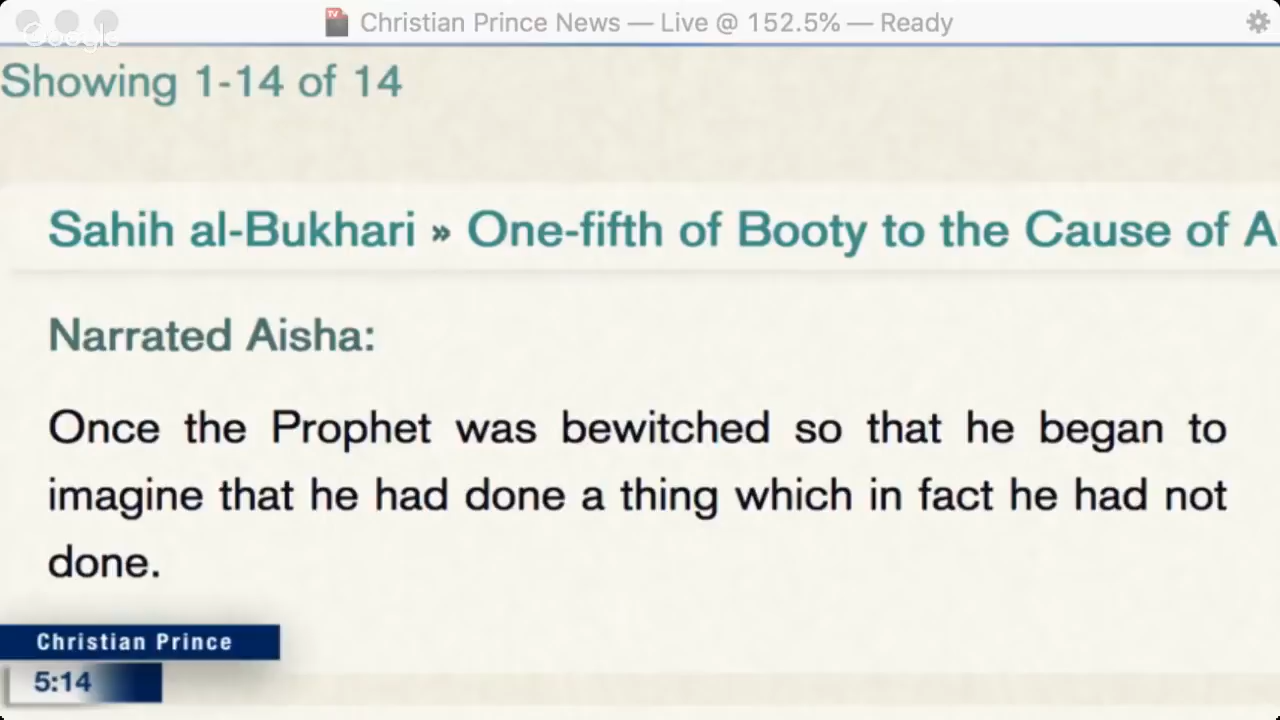 Christian Prince News — Live @ 152.5% — Ready
Google
Showing 1-14 of 14
Sahih al-Bukhari » One-fifth of Booty to the Cause of
Narrated Aisha:
Once the Prophet was bewitched so that he began to
imagine that he had done a thing which in fact he had not
done.
Christian Prince
5:14